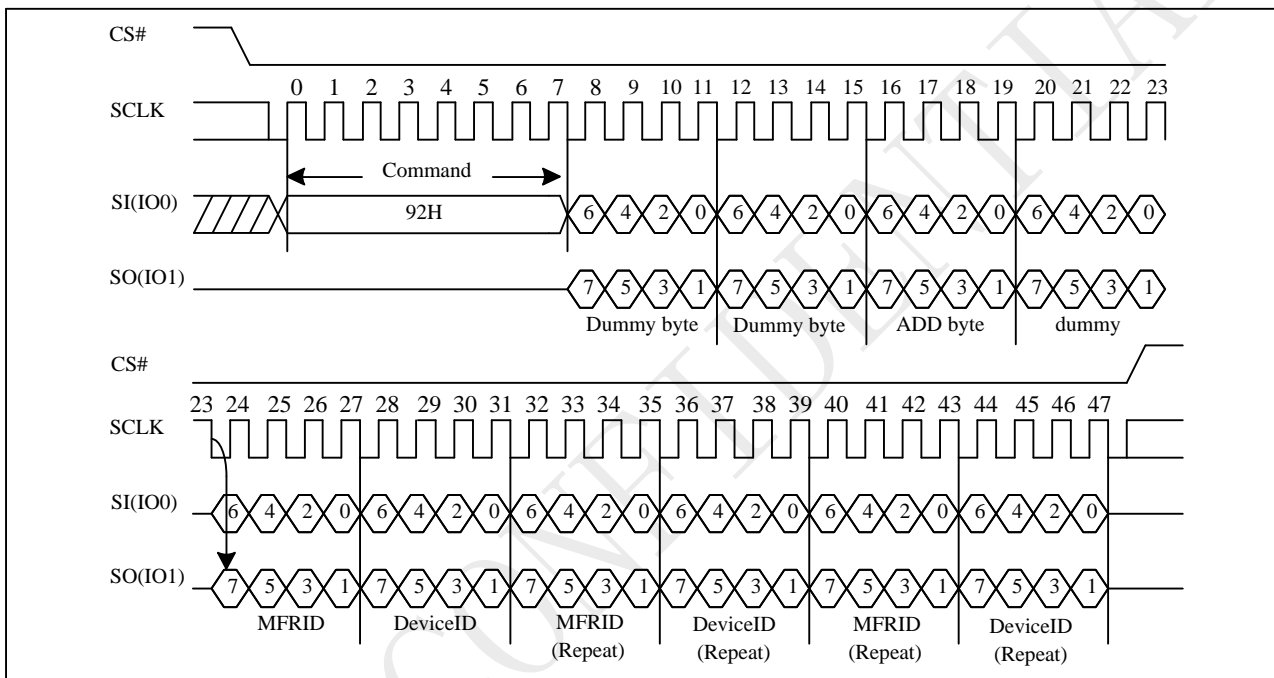 CS#
0 1 2 3 4 5 6 7 8 9 10 11 12 13 14 15 16 17 18 19 20 21 22 23
SCLK
Command
SI(IO0)
92H
6 4 2 0 6 4 2 0 6 4 2 0 6 4 2 0
SO(IO1)
7 5 3 1 7 5 3 1 7 5 3 1 7 5 3 1
Dummy byte Dummy byte ADD byte dummy
CS#
23 24 25 26 27 28 29 30 31 32 33 34 35 36 37 38 39 40 41 42 43 44 45 46 47
SCLK
SI(IO0)
6 4 2 0 6 4 2 0 6 4 2 0 6 4 2 0 6 4 2 0 6 4 2 0
SO(IO1)
7 5 3 1 7 5 3 1 7 5 3 1 7 5 3 1 7 5 3 1 7 5 3 1
MFRID DeviceID MFRID DeviceID MFRID DeviceID
(Repeat) (Repeat) (Repeat) (Repeat)
CONFIDENTIA